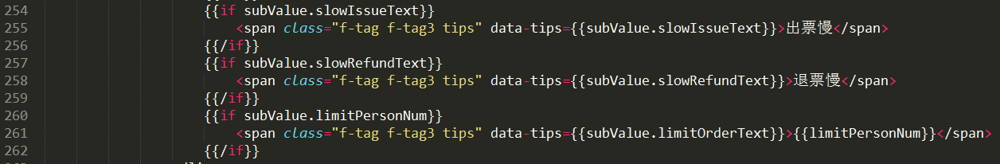 254 {{if subValue.slowIssueText}}
255 <span class="f-tag f-tag3 tips" data-tips={{subValue.slowIssueText}}>出票慢</span>
256 {{/if}}
257 {{if subValue.slowRefundText}}
258 <span class="f-tag f-tag3 tips" data-tips={{subValue.slowRefundText}}>退票慢</span>
259 {{/if}}
260 {{if subValue.limitPersonNum}}
261 <span class="f-tag f-tag3 tips" data-tips={{subValue.limitOrderText}}>{{limitPersonNum}}</span>
262 {{/if}}